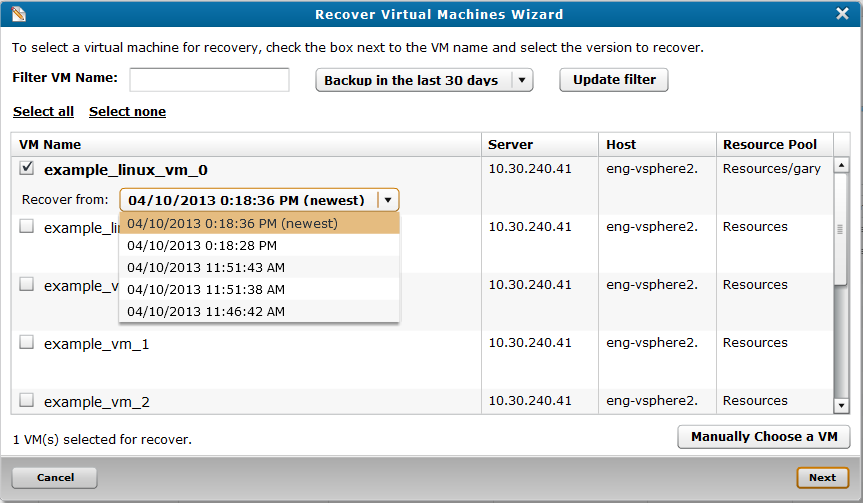 Recover Virtual Machines Wizard
To select a virtual machine for recovery, check the box next to the VM name and select the version to recover.
Filter VM Name: Backup in the last 30 days Update filter
Select all Select none
VM Name Server Host Resource Pool
example_linux_vm_0 10.30.240.41 eng-vsphere2. Resources/gary
Recover from: 04/10/2013 0:18:36 PM (newest)
04/10/2013 0:18:36 PM (newest)
example_li 10.30.240.41 eng-vsphere2. Resources
04/10/2013 0:18:28 PM
04/10/2013 11:51:43 AM
example_v 10.30.240.41 eng-vsphere2. Resources
04/10/2013 11:51:38 AM
04/10/2013 11:46:42 AM
example_vm_1 10.30.240.41 eng-vsphere2. Resources
example_vm_2 10.30.240.41 eng-vsphere2. Resources
1 VM(s) selected for recover. Manually Choose a VM
Cancel Next